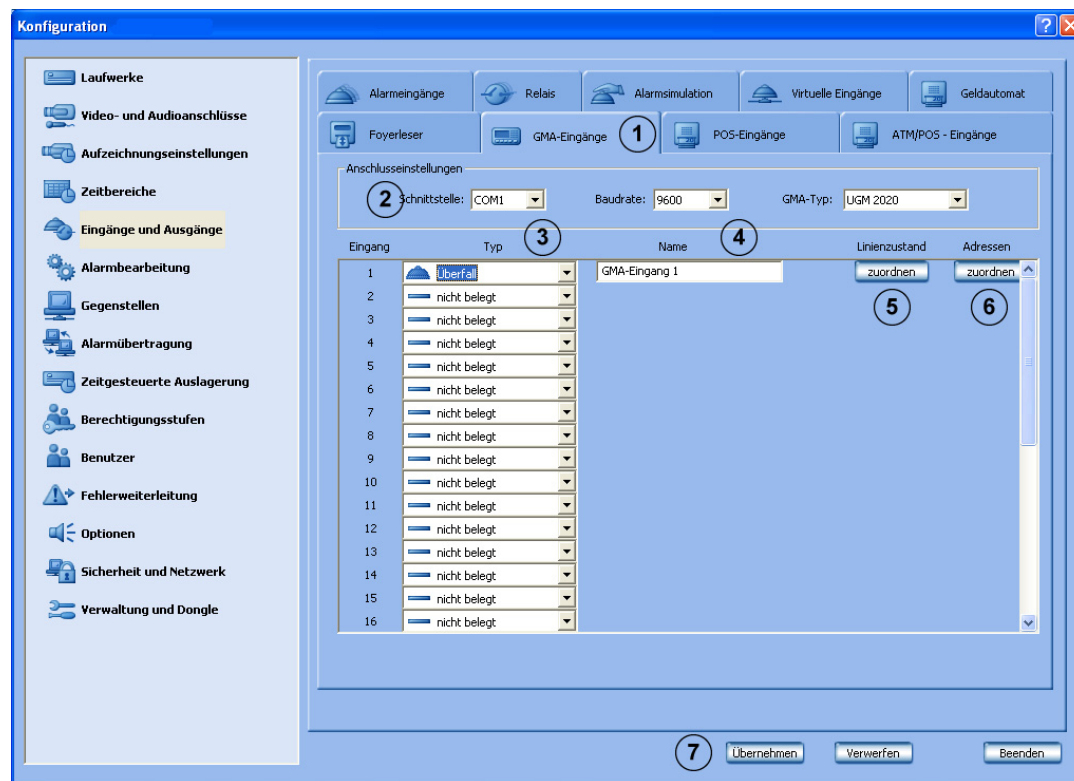 Konfiguration
Laufwerke
Video- und Audioanschlüsse
Aufzeichnungseinstellungen
Zeitbereiche
Eingänge und Ausgänge
Alarmbearbeitung
Gegenstellen
Alarmübertragung
Zeitgesteuerte Auslagerung
Berechtigungsstufen
Benutzer
Fehlerweiterleitung
Optionen
Sicherheit und Netzwerk
Verwaltung und Dongle
Alarmeingänge Relais Alarmsimulation Virtuelle Eingänge Geldautomat
Foyerleser GMA-Eingänge 1 POS-Eingänge ATM/POS - Eingänge
Anschlusseinstellungen
2 Schnittstelle: COM1 Baudrate: 9600 GMA-Typ: UGM 2020
Eingang Typ 3 Name 4 Linienzustand Adressen
1 Überfall GMA-Eingang 1 zuordnen zuordnen
2 nicht belegt 5 6
3 nicht belegt
4 nicht belegt
5 nicht belegt
6 nicht belegt
7 nicht belegt
8 nicht belegt
9 nicht belegt
10 nicht belegt
11 nicht belegt
12 nicht belegt
13 nicht belegt
14 nicht belegt
15 nicht belegt
16 nicht belegt
7 Übernehmen Verwerfen Beenden